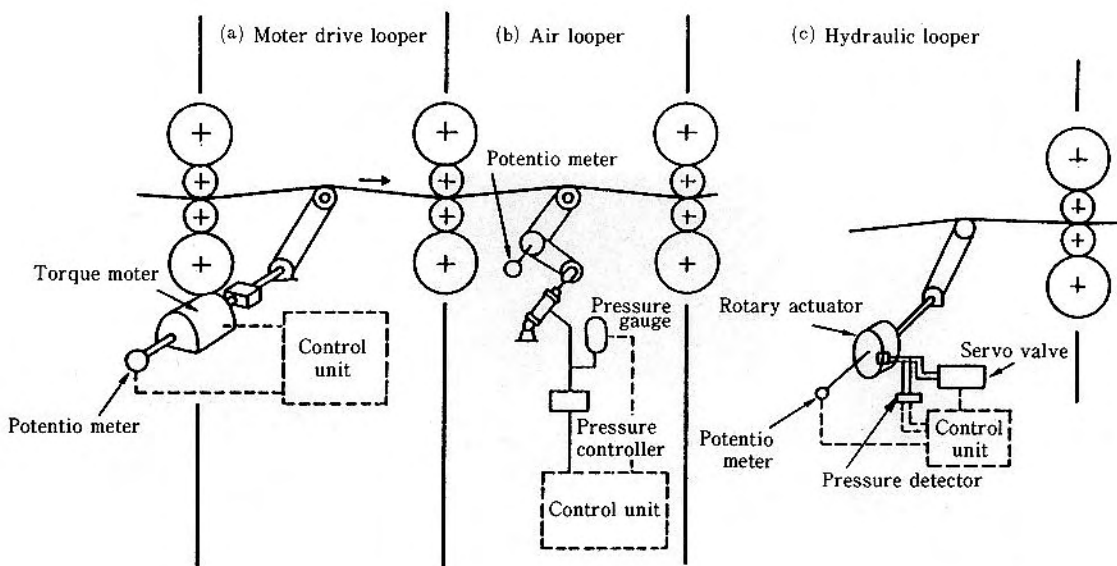 (a) Moter drive looper
(b) Air looper
(c) Hydraulic looper
Torque moter
Control
unit
Potentio meter
Potentio meter
Pressure
gauge
Pressure
controller
Control unit
Rotary actuator
Servo valve
Control
unit
Potentio
meter
Pressure detector